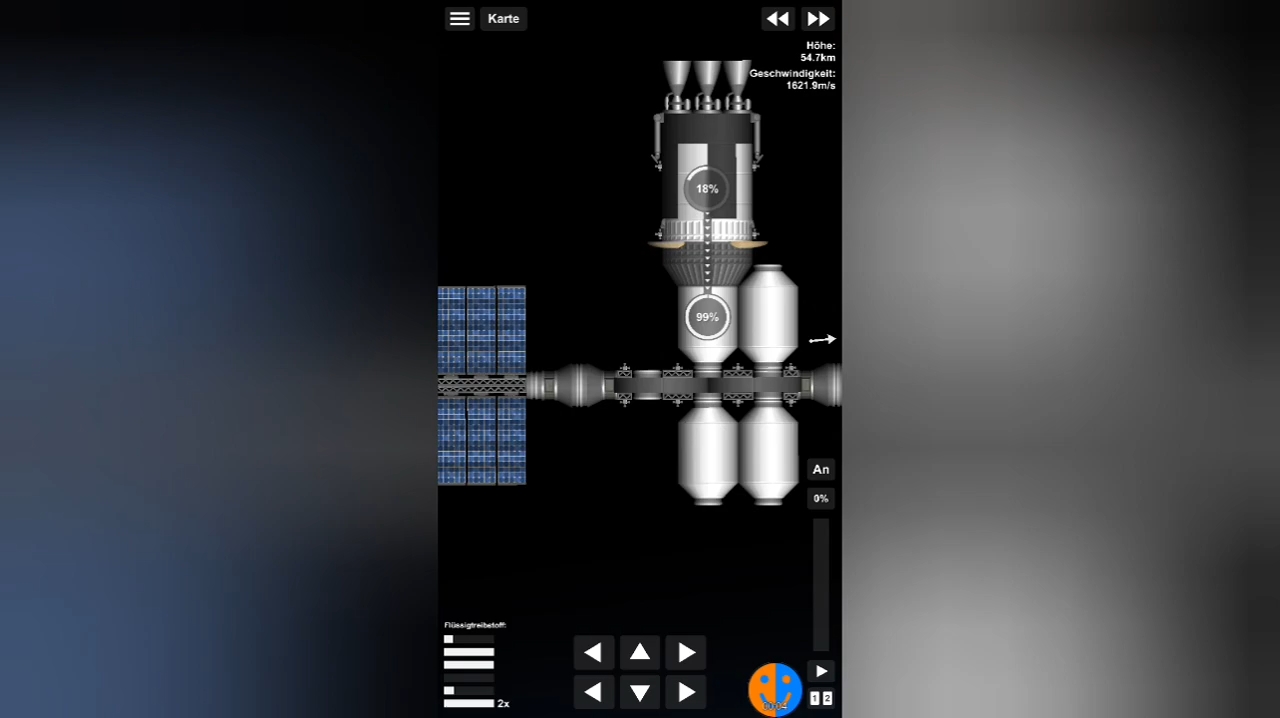 Karte
Höhe:
54.7km
Geschwindigkeit:
1621.9m/s
18%
99%
An
0%
Flüssigtreibstoff:
2x
1 2